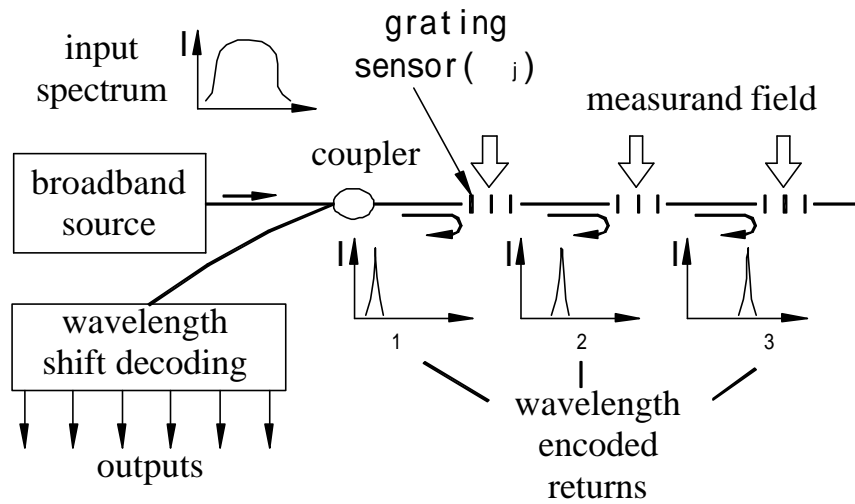 input
spectrum
I
grating
sensor( j)
measurand field
coupler
broadband
source
I
I
I
1
2
3
wavelength
shift decoding
outputs
wavelength
encoded
returns